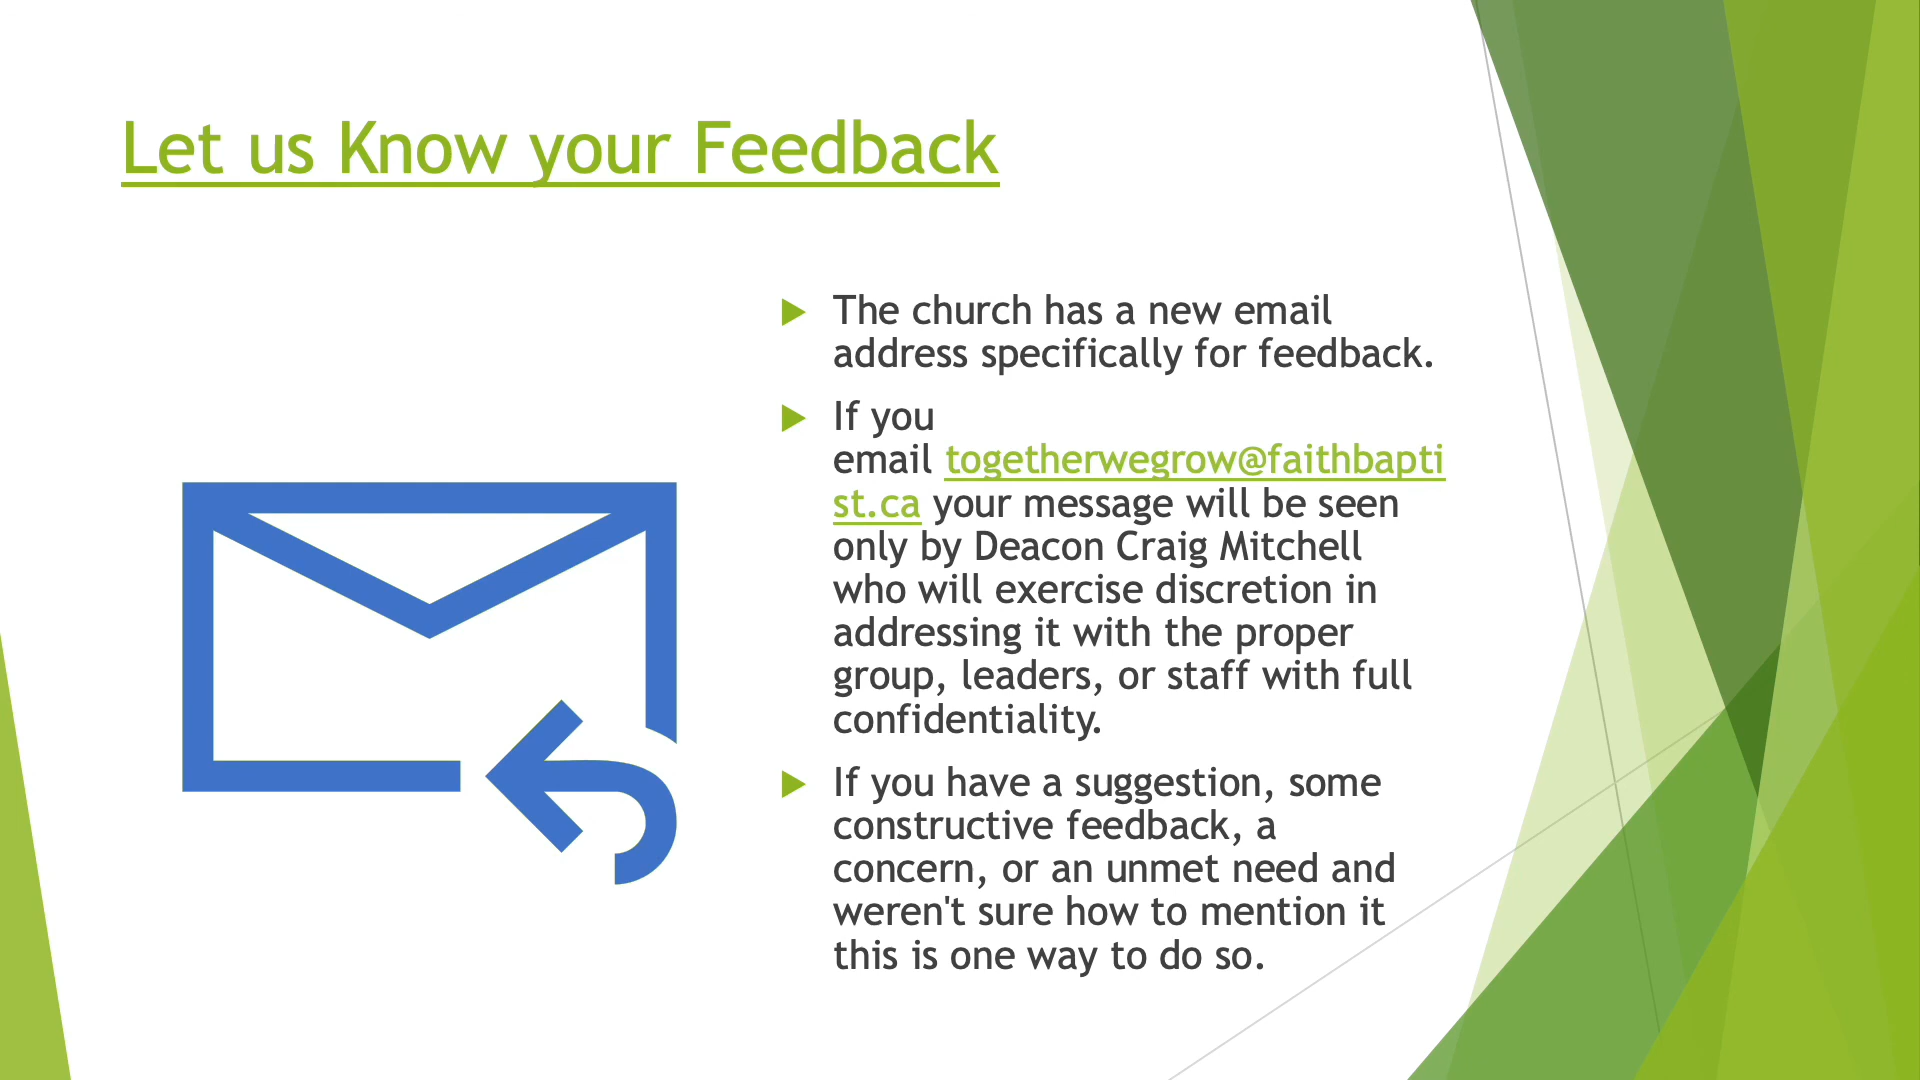 Let us Know your Feedback
The church has a new email
address specifically for feedback.
If you
email togetherwegrow@faithbapti
st.ca your message will be seen
only by Deacon Craig Mitchell
who will exercise discretion in
addressing it with the proper
group, leaders, or staff with full
confidentiality.
If you have a suggestion, some
constructive feedback, a
concern, or an unmet need and
weren't sure how to mention it
this is one way to do so.